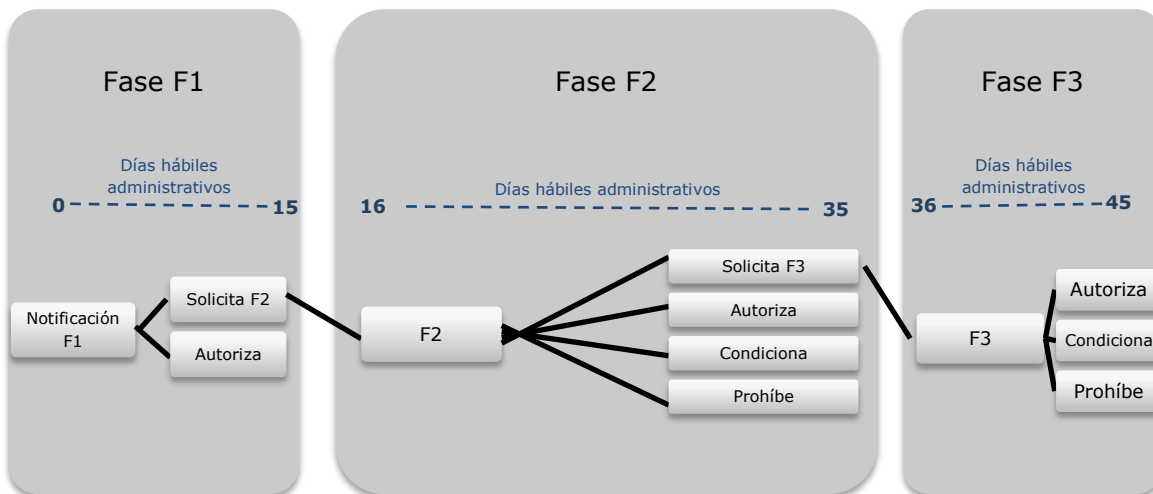 Fase F1
Días hábiles
administrativos
0
15
Notificación
F1
Solicita F2
Autoriza
Fase F2
Días hábiles administrativos
16
35
F2
Solicita F3
Autoriza
Condiciona
Prohíbe
Fase F3
Días hábiles
administrativos
36
45
F3
Autoriza
Condiciona
Prohíbe